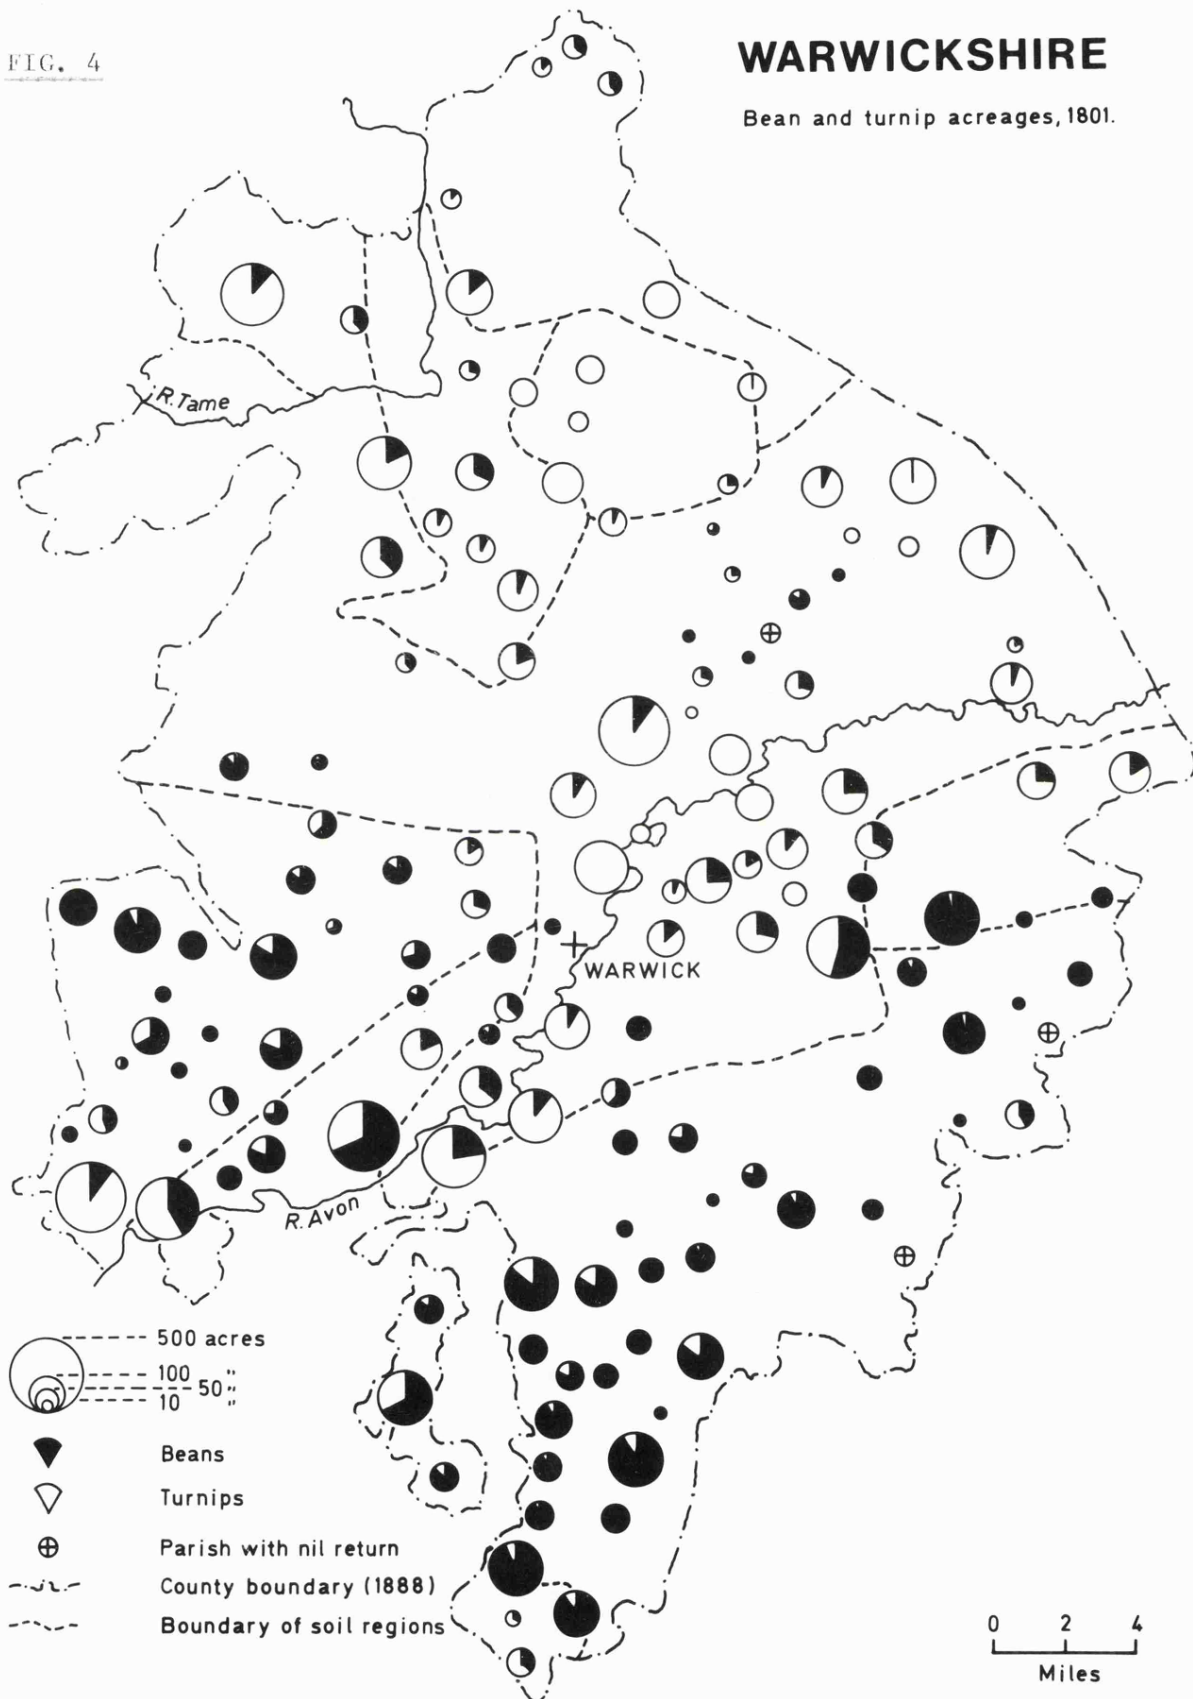 FIG. 4
WARWICKSHIRE
Bean and turnip acreages, 1801.
R. Tame
WARWICK
R. Avon
500 acres
100 "
50 "
10 "
Beans
Turnips
Parish with nil return
County boundary (1888)
Boundary of soil regions
0 2 4
Miles